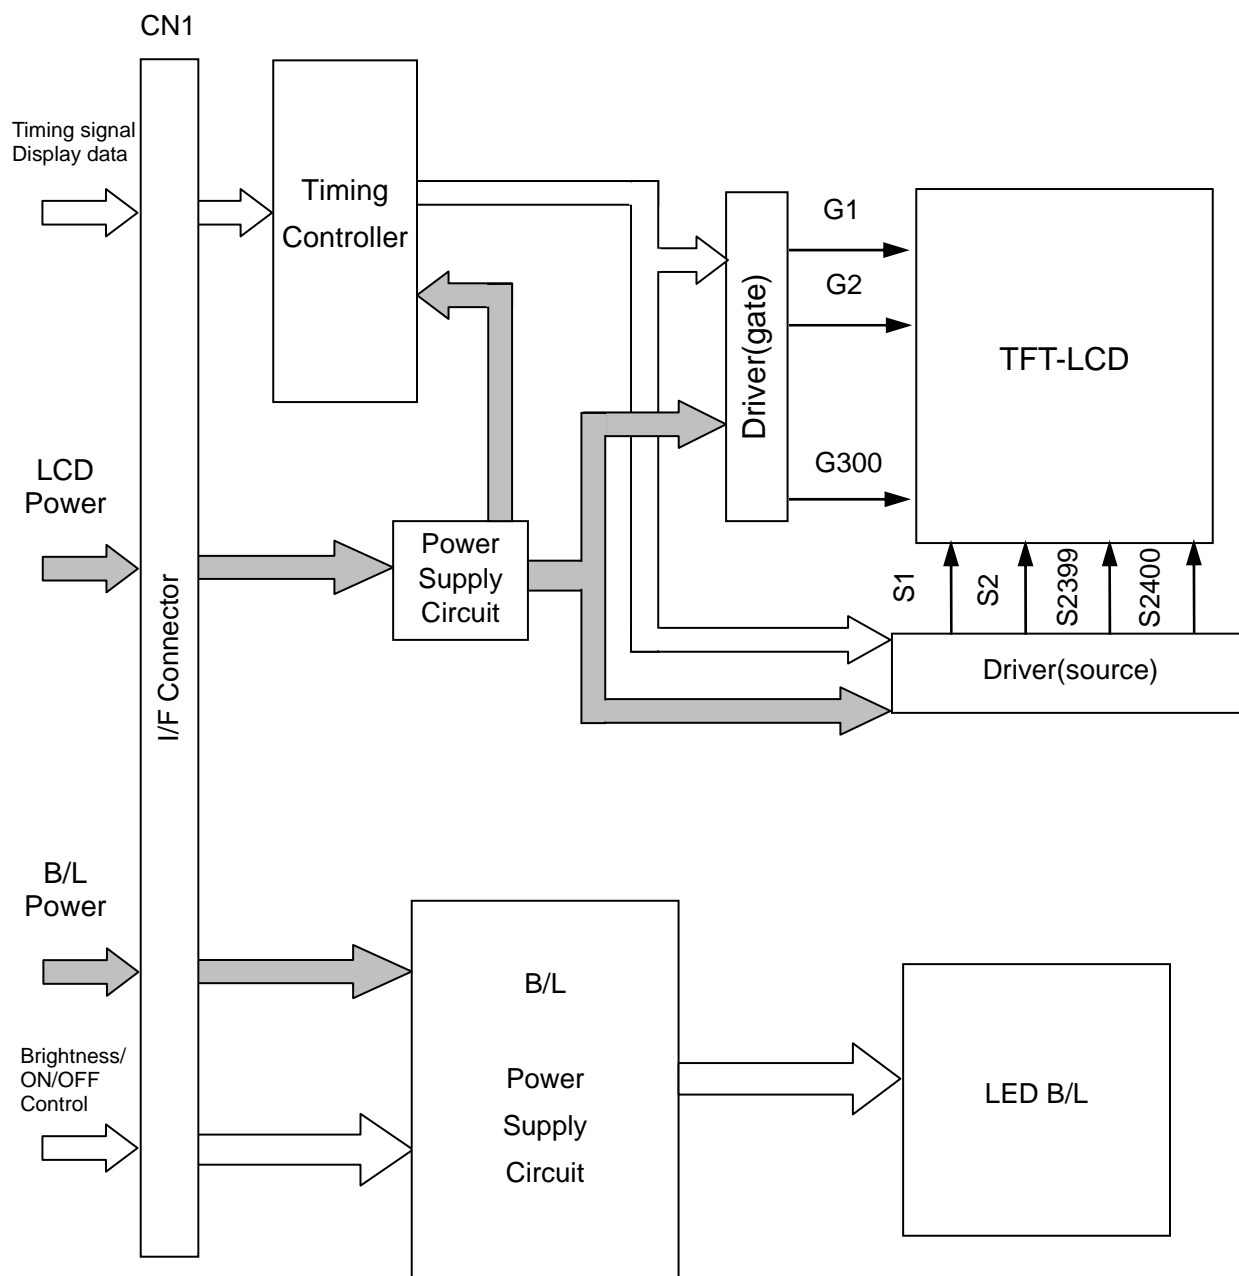 CN1
Timing signal
Display data
Timing
Controller
G1
G2
G300
Driver(gate)
TFT-LCD
LCD
Power
I/F Connector
Power
Supply
Circuit
S1
S2
S2399
S2400
Driver(source)
B/L
Power
Brightness/
ON/OFF
Control
B/L
Power
Supply
Circuit
LED B/L